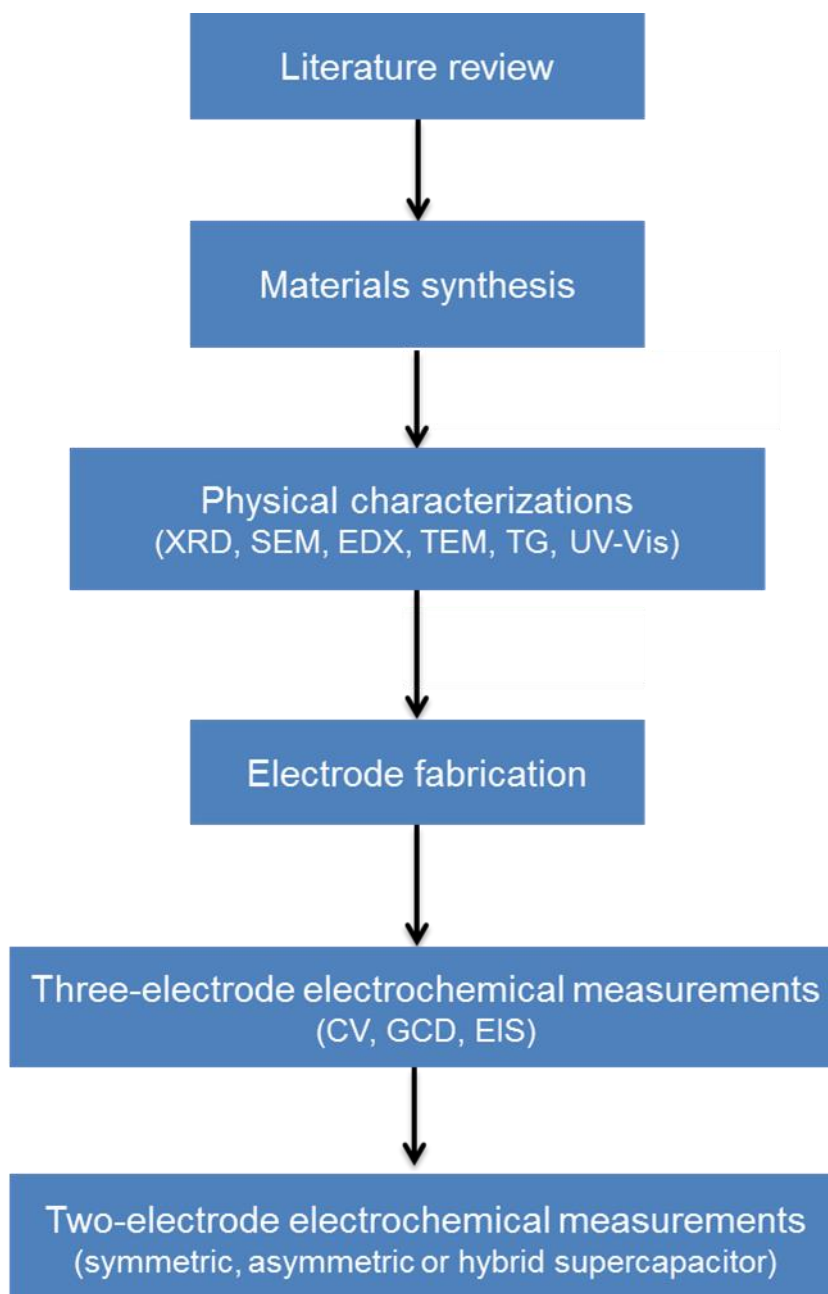 Literature review
Materials synthesis
Physical characterizations
(XRD, SEM, EDX, TEM, TG, UV-Vis)
Electrode fabrication
Three-electrode electrochemical measurements
(CV, GCD, EIS)
Two-electrode electrochemical measurements
(symmetric, asymmetric or hybrid supercapacitor)